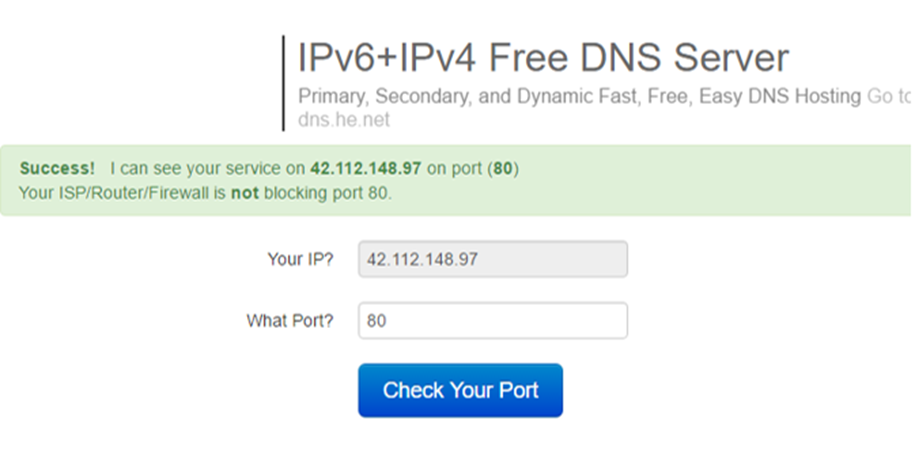 IPv6+IPv4 Free DNS Server
Primary, Secondary, and Dynamic Fast, Free, Easy DNS Hosting Go to
dns.he.net
Success! I can see your service on 42.112.148.97 on port (80)
Your ISP/Router/Firewall is not blocking port 80.
Your IP? 42.112.148.97
What Port? 80
Check Your Port